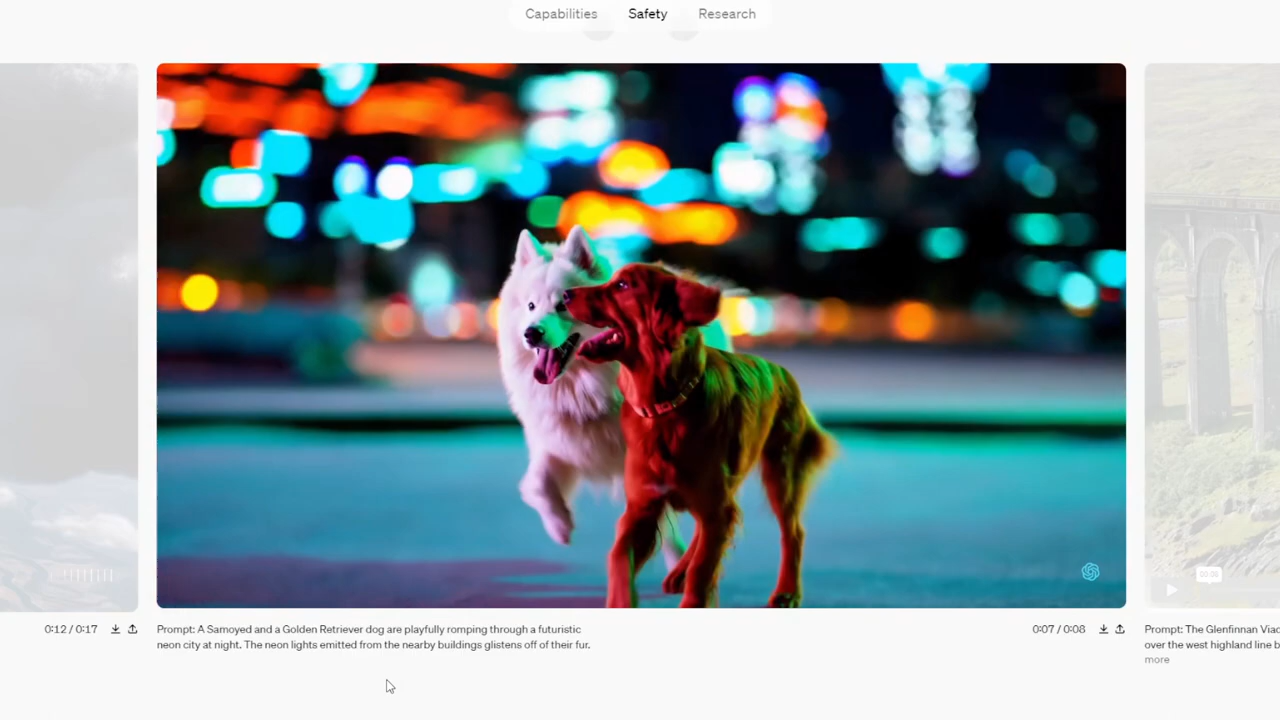 Capabilities Safety Research
0:12 / 0:17
Prompt: A Samoyed and a Golden Retriever dog are playfully romping through a futuristic
neon city at night. The neon lights emitted from the nearby buildings glistens off of their fur.
0:07 / 0:08
Prompt: The Glenfinnan Viad
over the west highland line b
more